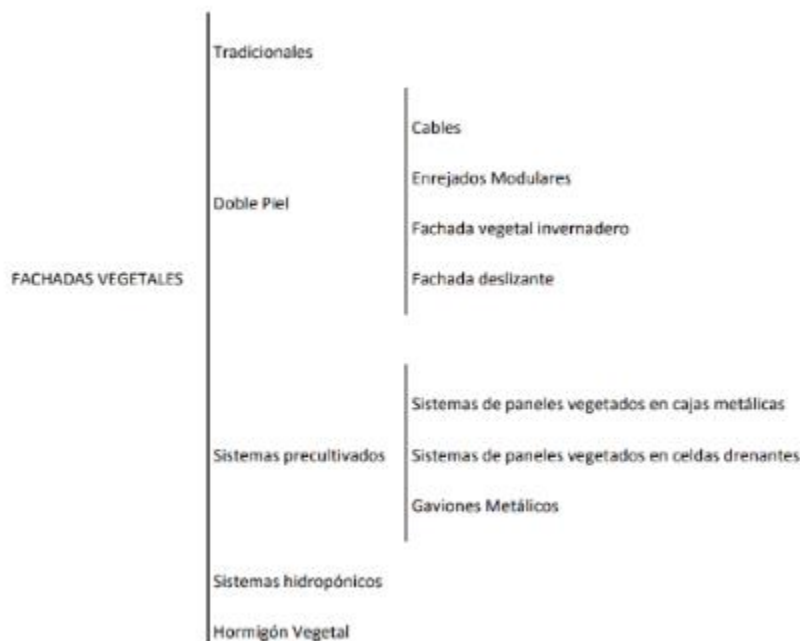 Tradicionales
Cables
Enrejados Modulares
Doble Piel
Fachada vegetal invernadero
FACHADAS VEGETALES
Fachada deslizante
Sistemas de paneles vegetados en cajas metálicas
Sistemas precultivados
Sistemas de paneles vegetados en celdas drenantes
Gaviones Metálicos
Sistemas hidropónicos
Hormigón Vegetal